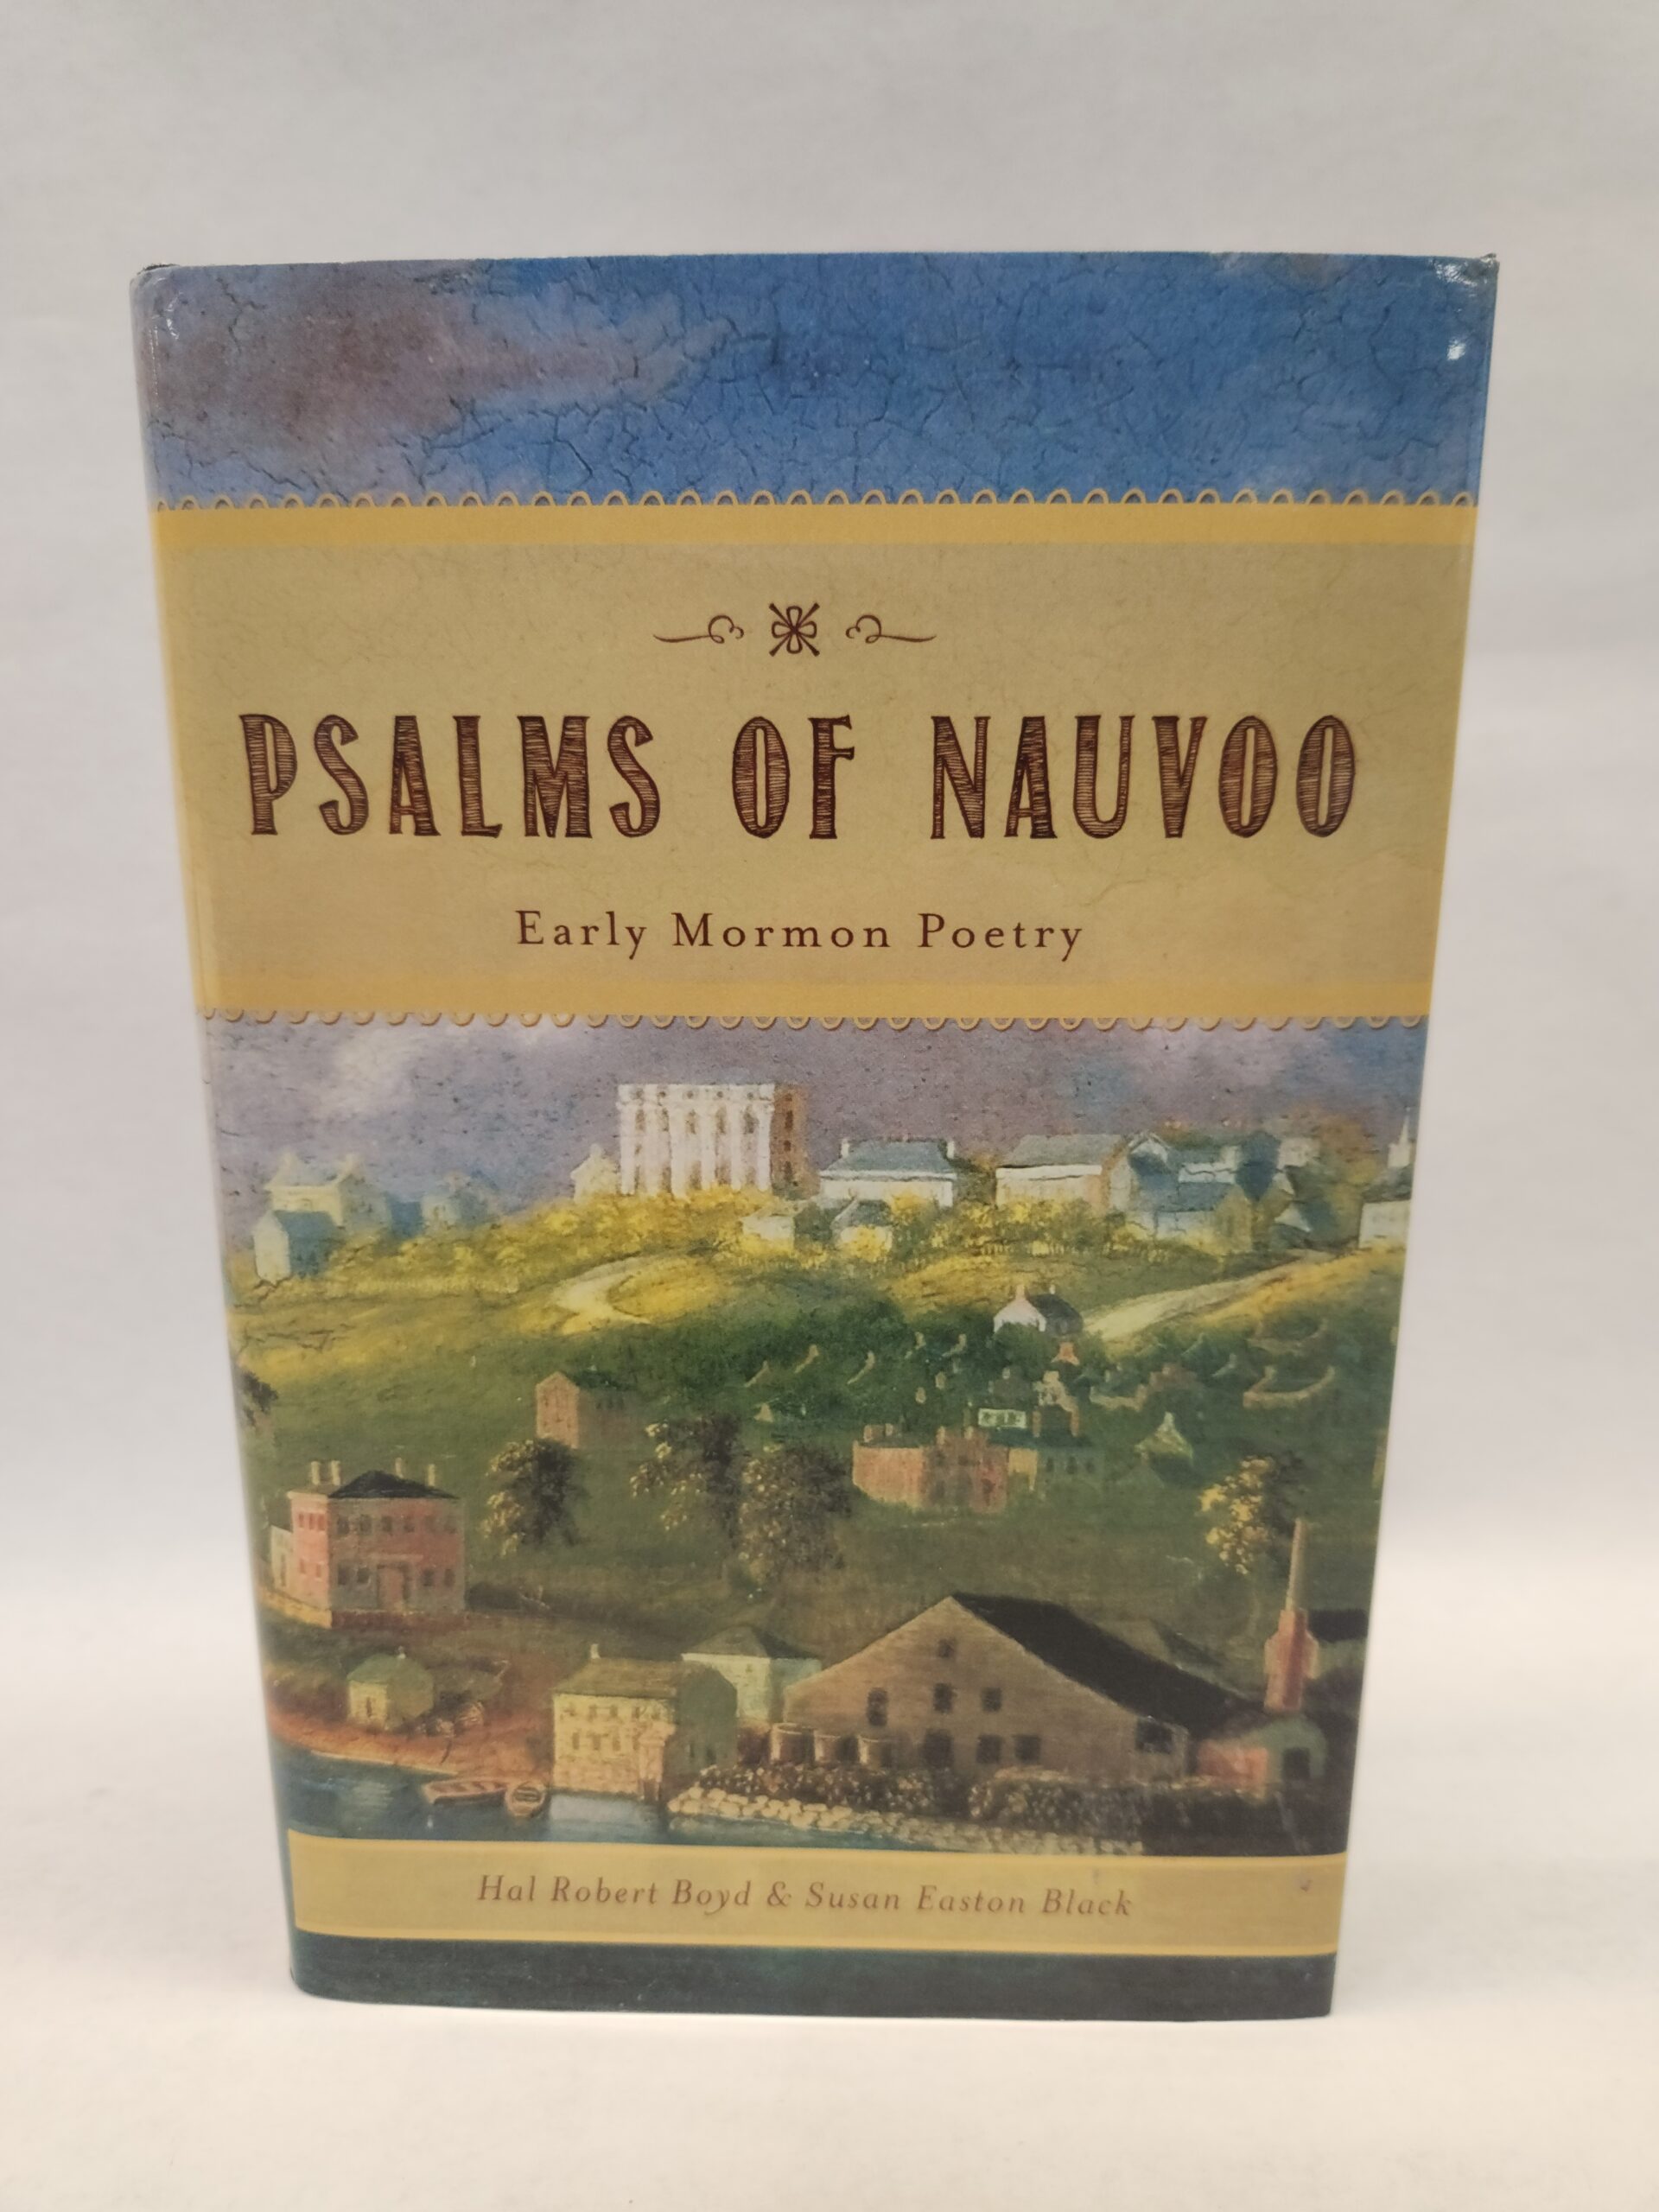 PSALMS OF NAUVOO
Early Mormon Poetry
Hal Robert Boyd & Susan Easton Black